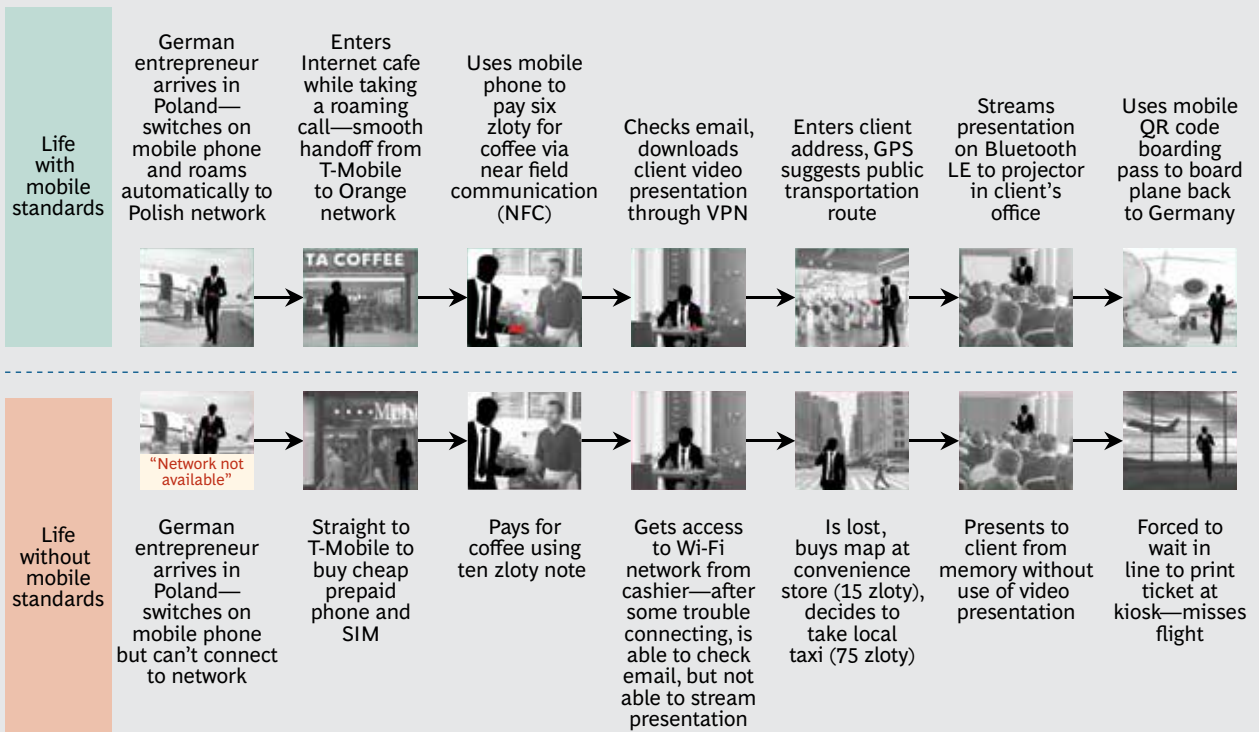 Life
with
mobile
standards
German
entrepreneur
arrives in
Poland—
switches on
mobile phone
and roams
automatically to
Polish network
Enters
Internet cafe
while taking
a roaming
call—smooth
handoff from
T-Mobile
to Orange
network
Uses mobile
phone to
pay six
zloty for
coffee via
near field
communication
(NFC)
Checks email,
downloads
client video
presentation
through VPN
Enters client
address, GPS
suggests public
transportation
route
Streams
presentation
on Bluetooth
LE to projector
in client's
office
Uses mobile
QR code
boarding
pass to board
plane back
to Germany
TA COFFEE
Life
without
mobile
standards
"Network not
available"
German
entrepreneur
arrives in
Poland—
switches on
mobile phone
but can't connect
to network
Straight to
T-Mobile to
buy cheap
prepaid
phone and
SIM
Pays for
coffee using
ten zloty note
Gets access
to Wi-Fi
network from
cashier—after
some trouble
connecting, is
able to check
email, but not
able to stream
presentation
Is lost,
buys map at
convenience
store (15 zloty),
decides to
take local
taxi (75 zloty)
Presents to
client from
memory without
use of video
presentation
Forced to
wait in
line to print
ticket at
kiosk—misses
flight